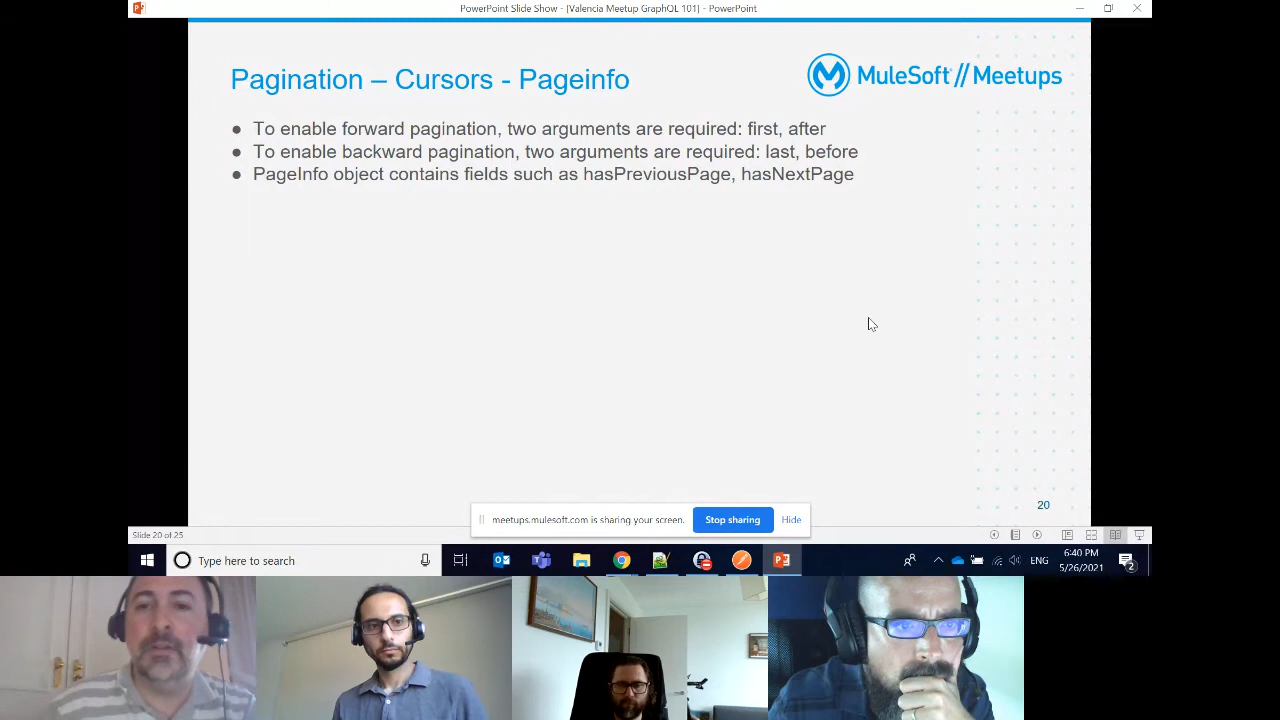 PowerPoint Slide Show - [Valencia Meetup GraphQL 101] - PowerPoint
Pagination – Cursors - Pageinfo
MuleSoft // Meetups
● To enable forward pagination, two arguments are required: first, after
● To enable backward pagination, two arguments are required: last, before
● PageInfo object contains fields such as hasPreviousPage, hasNextPage
20
meetups.mulesoft.com is sharing your screen.
Stop sharing
Hide
Slide 20 of 25
Type here to search
ENG
6:40 PM
5/26/2021
2